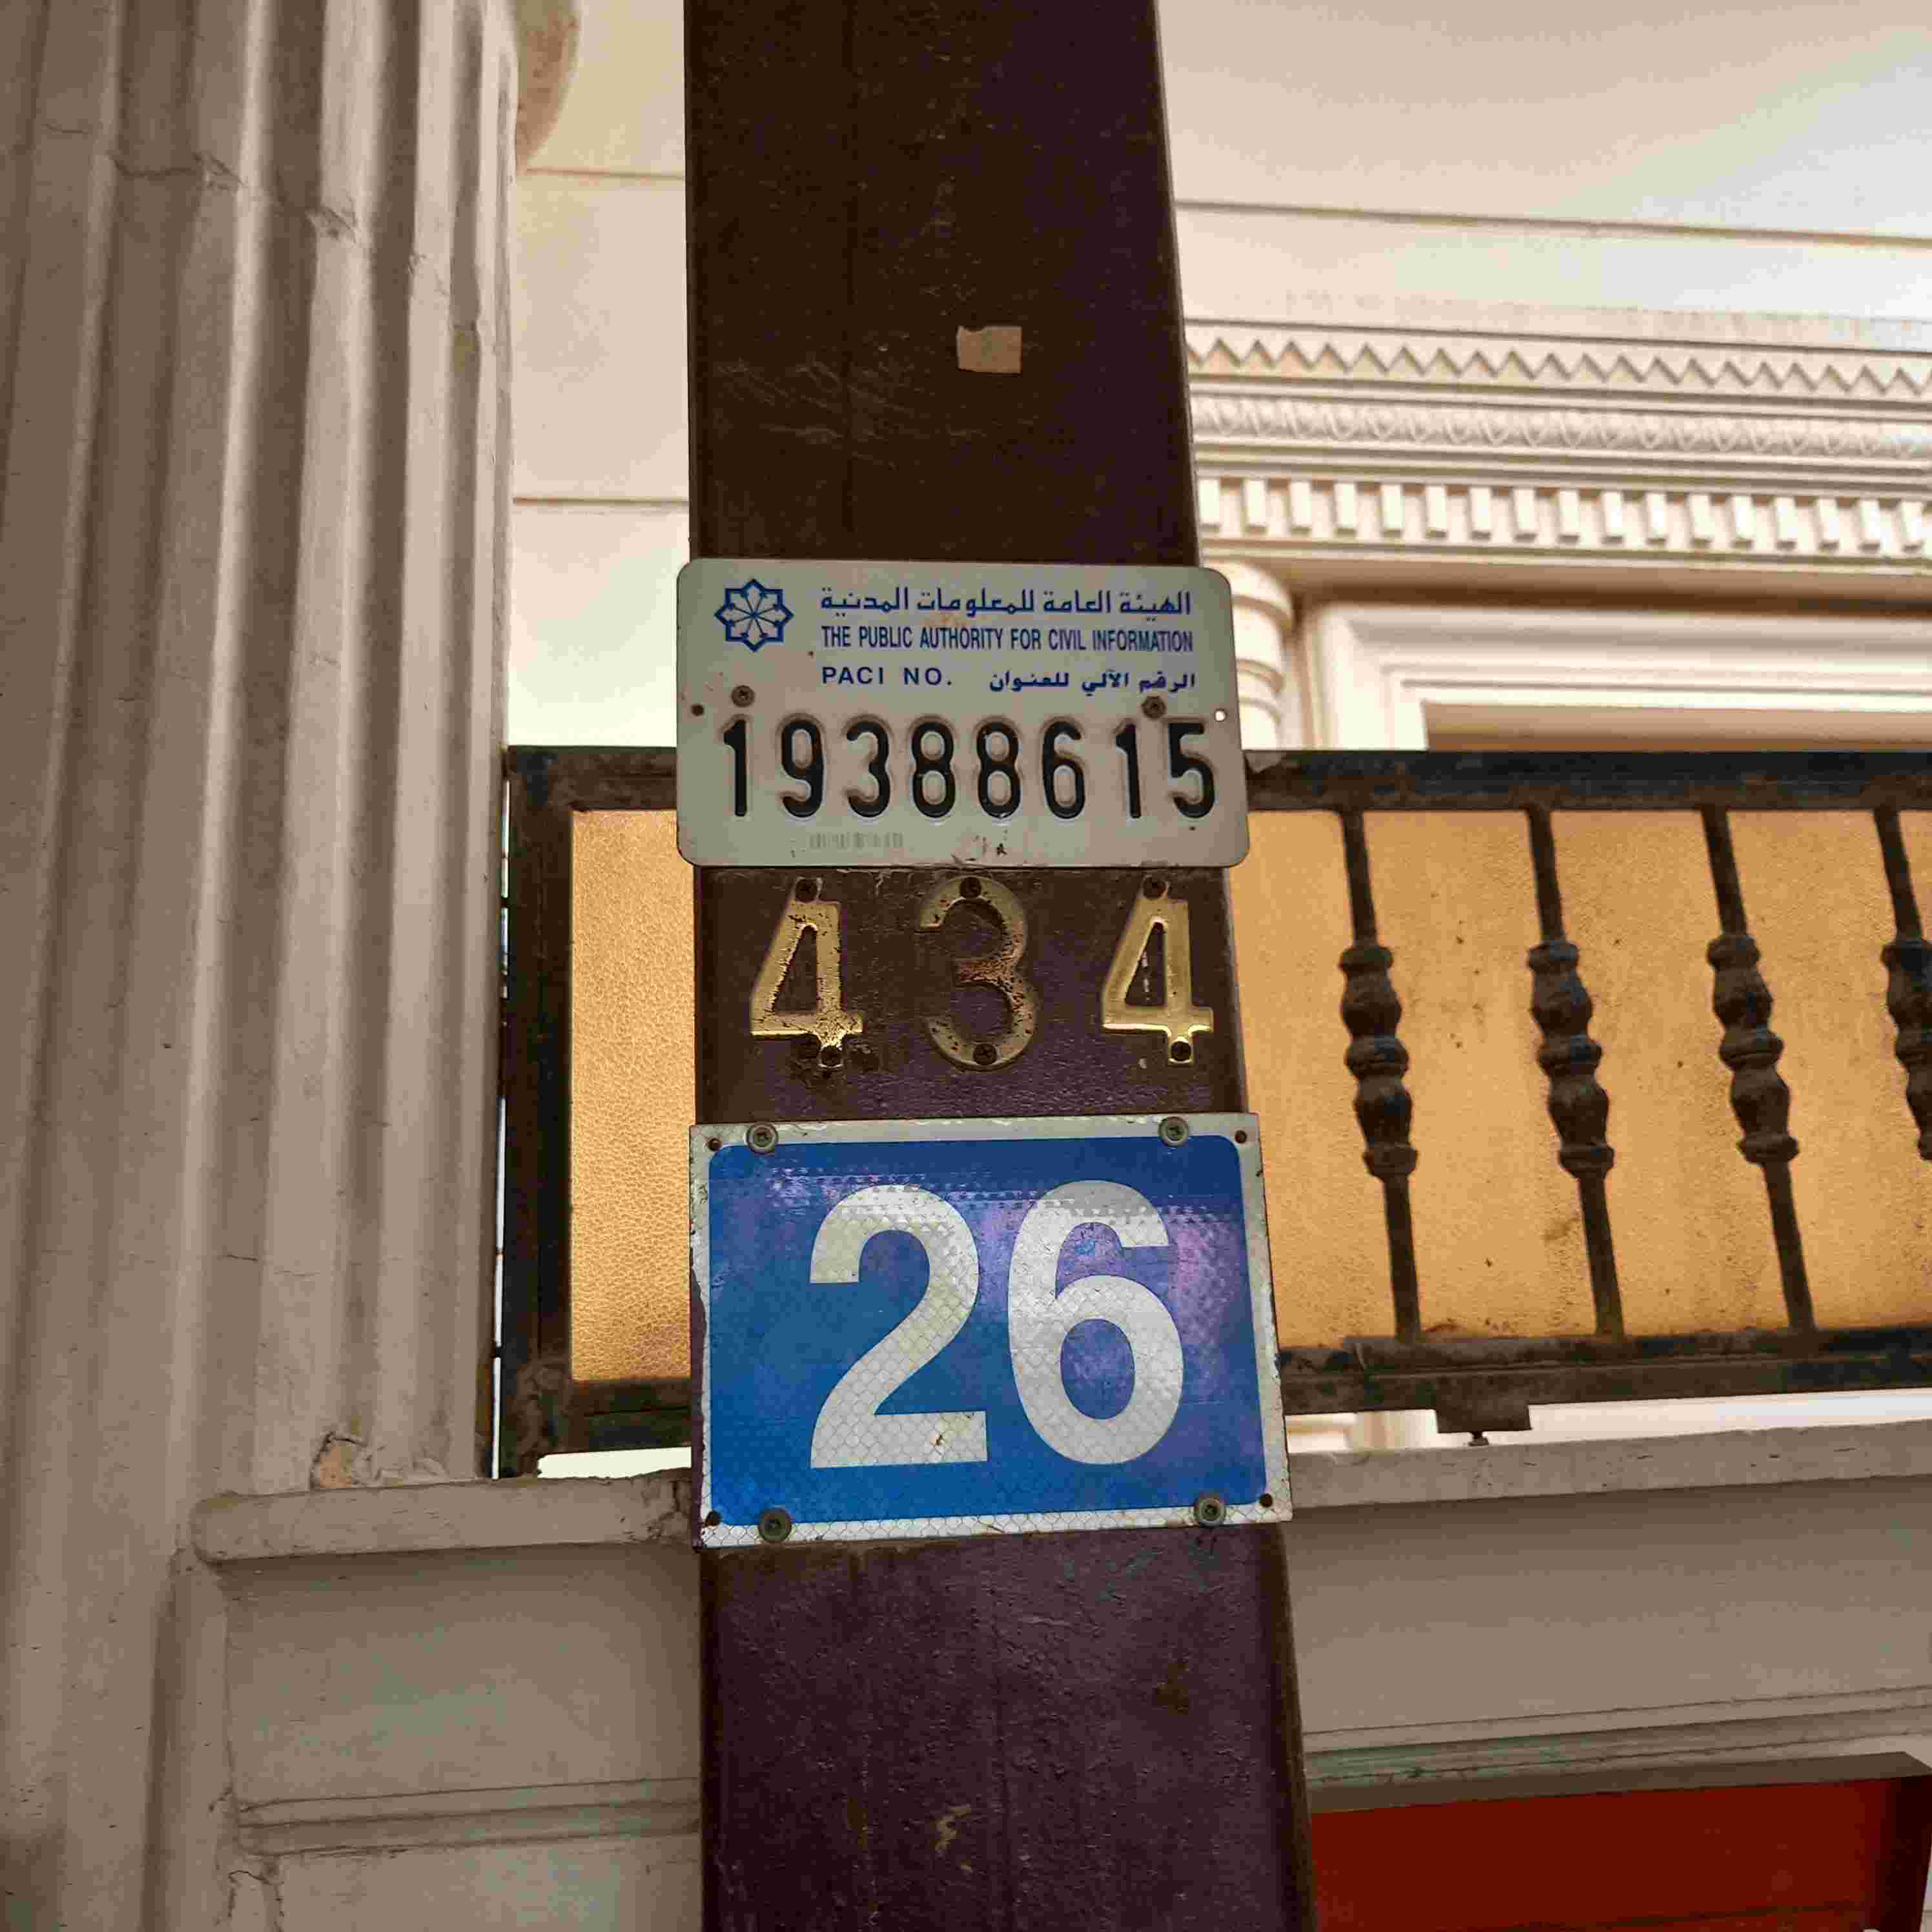 الهيئة العامة للمعلومات المدنية
THE PUBLIC AUTHORITY FOR CIVIL INFORMATION
PACI NO. الرقم الآلي للعنوان
19388615
434
26